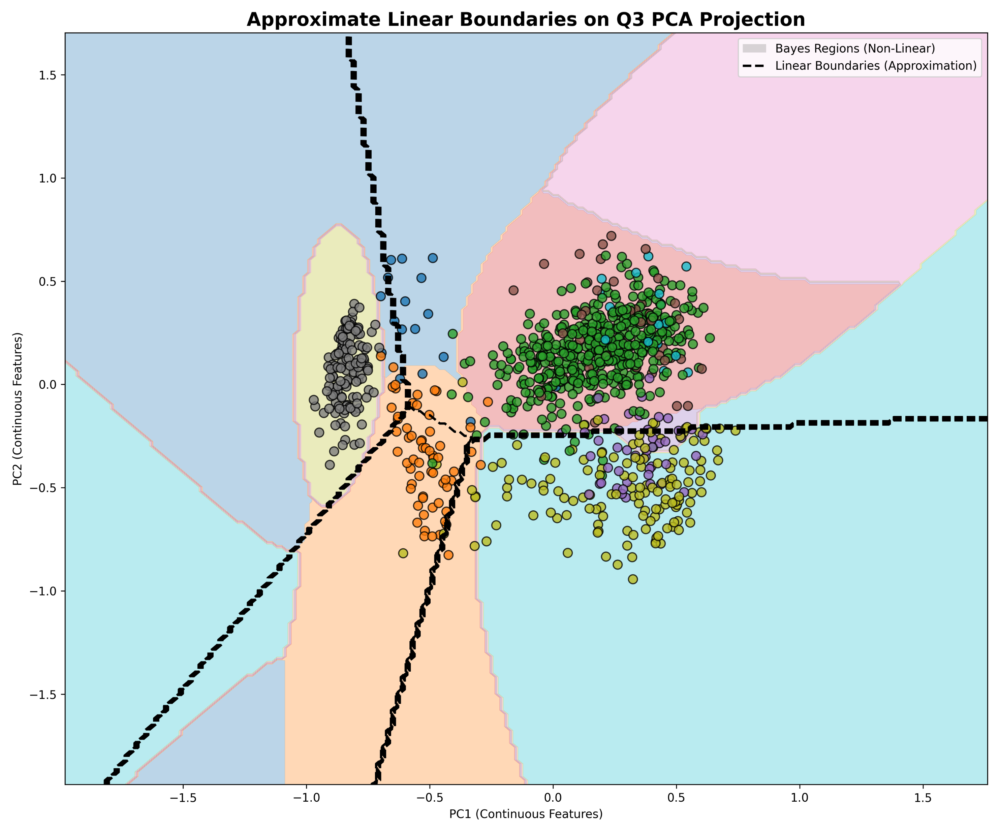 Approximate Linear Boundaries on Q3 PCA Projection
Bayes Regions (Non-Linear)
Linear Boundaries (Approximation)
PC2 (Continuous Features)
1.5
1.0
0.5
0.0
−0.5
−1.0
−1.5
−1.5
−1.0
−0.5
0.0
0.5
1.0
1.5
PC1 (Continuous Features)